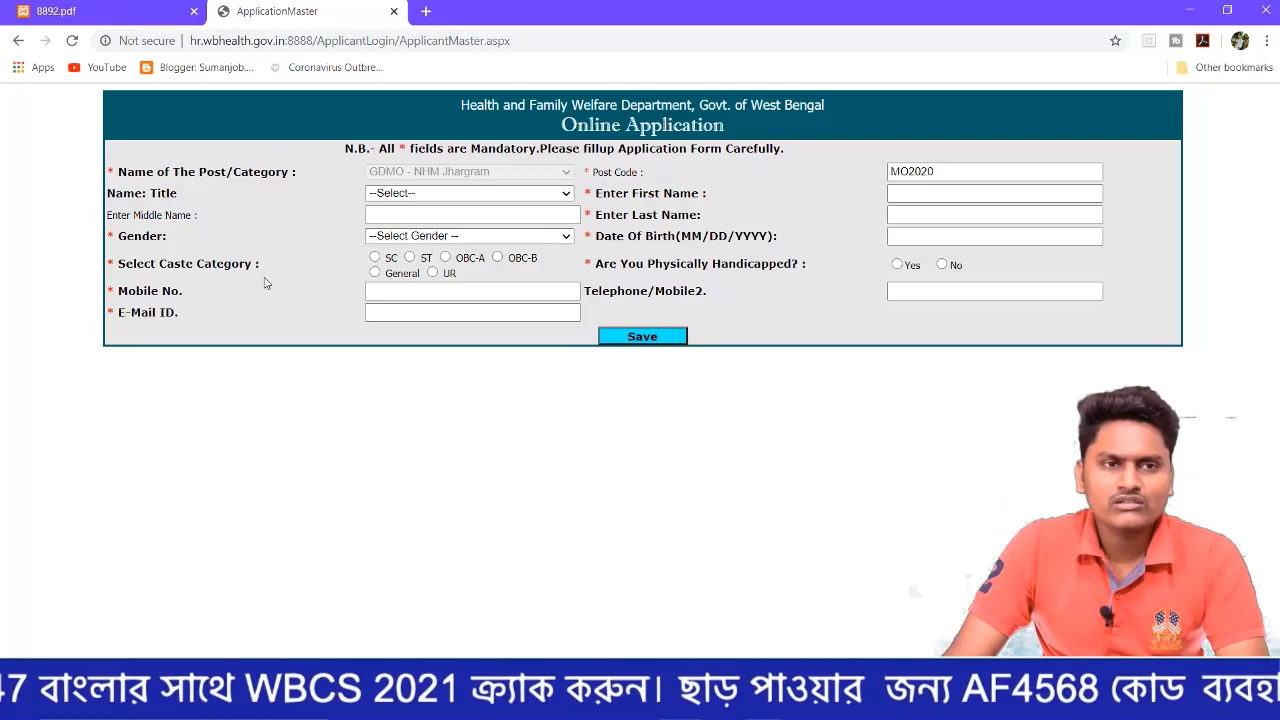 8892.pdf
ApplicationMaster
Not secure | hr.wbhealth.gov.in:8888/ApplicantLogin/ApplicantMaster.aspx
Apps YouTube Blogger: Sumanjob.... Coronavirus Outbre... Other bookmarks
Health and Family Welfare Department, Govt. of West Bengal
Online Application
N.B.- All * fields are Mandatory.Please fillup Application Form Carefully.
* Name of The Post/Category : GDMO - NHM Jhargram * Post Code : MO2020
Name: Title --Select-- * Enter First Name :
Enter Middle Name : * Enter Last Name:
* Gender: --Select Gender -- * Date Of Birth(MM/DD/YYYY):
* Select Caste Category : SC ST OBC-A OBC-B General UR * Are You Physically Handicapped? : Yes No
* Mobile No. Telephone/Mobile2.
* E-Mail ID.
Save
47 বাংলার সাথে WBCS 2021 ক্র্যাক করুন। ছাড় পাওয়ার জন্য AF4568 কোড